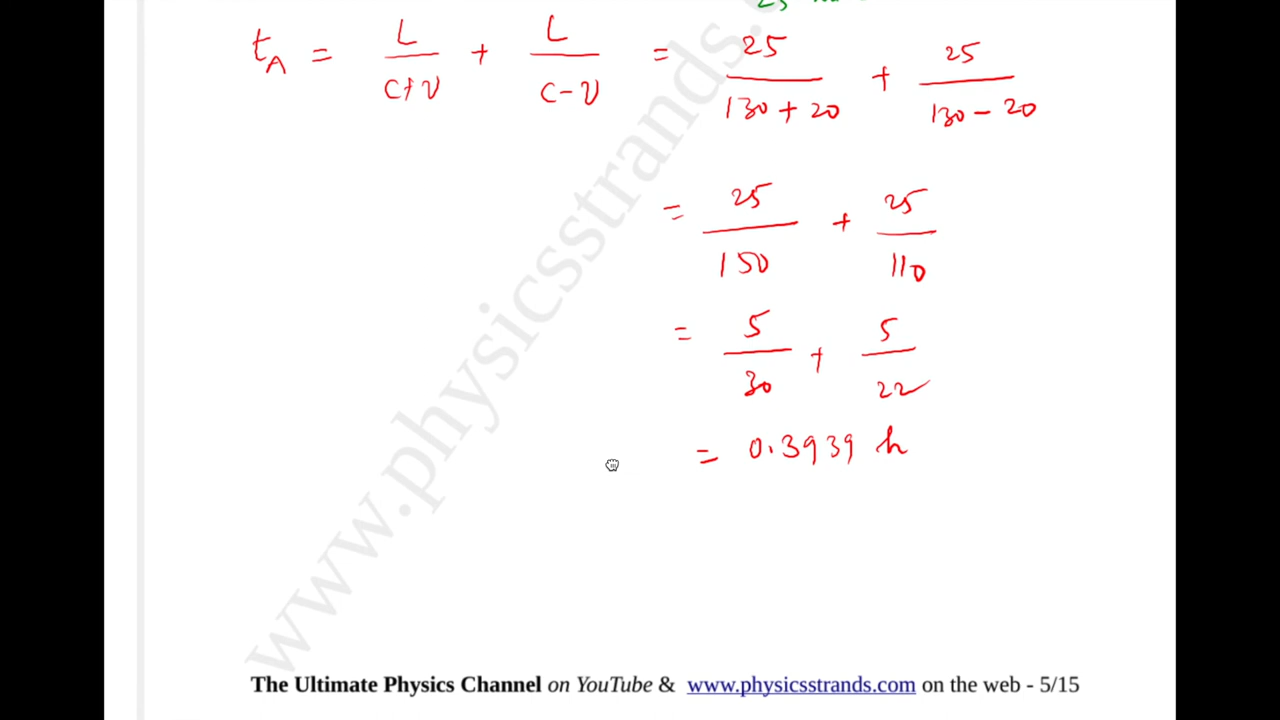 t_A = L/(c+v) + L/(c-v) = 25/(130+20) + 25/(130-20)
= 25/150 + 25/110
= 5/30 + 5/22
= 0.3939 h
www.physicsstrands.
The Ultimate Physics Channel on YouTube & www.physicsstrands.com on the web - 5/15